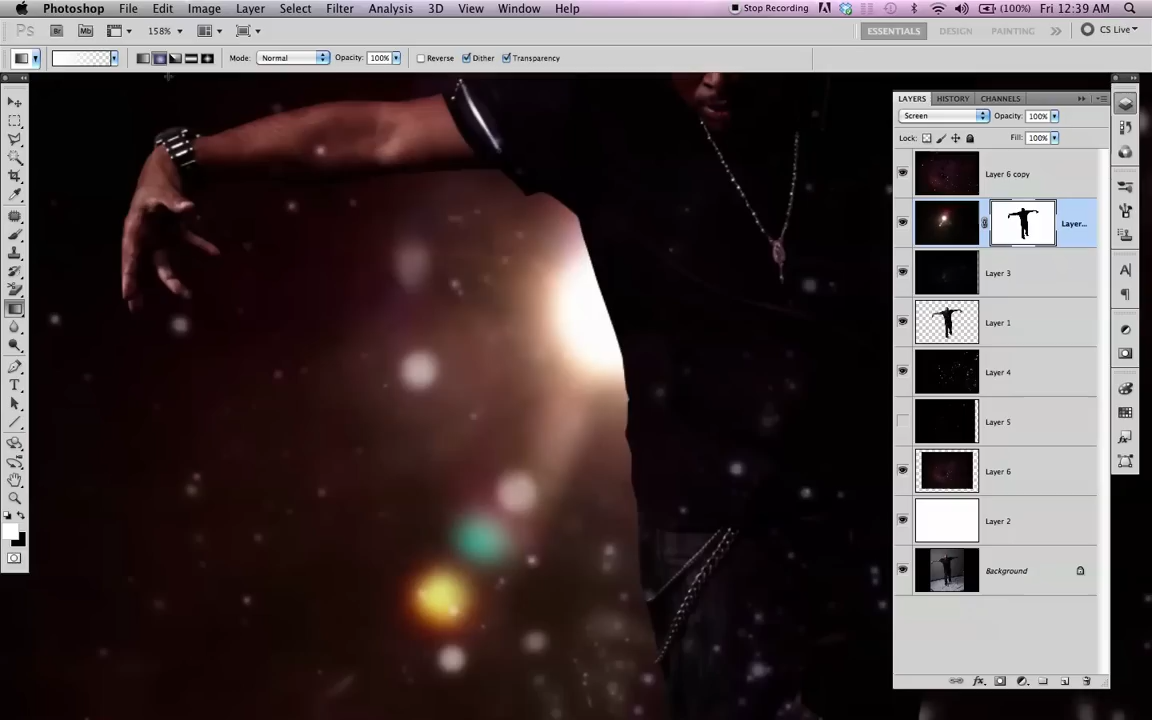 Photoshop File Edit Image Layer Select Filter Analysis 3D View Window Help Stop Recording (100%) Fri 12:39 AM
Ps Br Mb 158% ESSENTIALS DESIGN PAINTING CS Live
Mode: Normal Opacity: 100% Reverse Dither Transparency
LAYERS HISTORY CHANNELS
Screen Opacity: 100%
Lock: Fill: 100%
Layer 6 copy
Layer...
Layer 3
Layer 1
Layer 4
Layer 5
Layer 6
Layer 2
Background